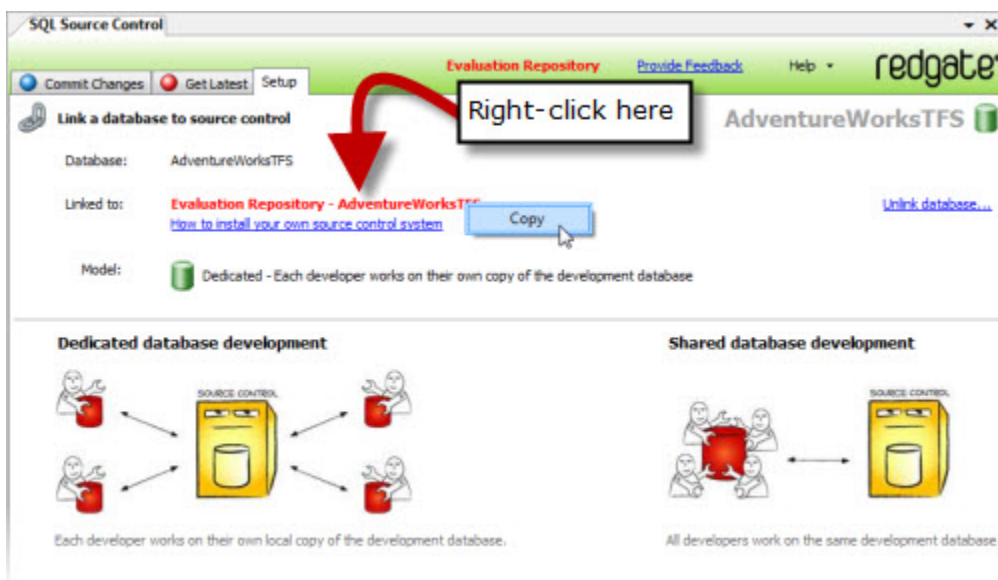 SQL Source Control
Evaluation Repository Provide Feedback Help redgate
Commit Changes Get Latest Setup
Right-click here
Link a database to source control AdventureWorksTFS
Database: AdventureWorksTFS
Linked to: Evaluation Repository - AdventureWorksTFS Unlink database...
How to install your own source control system Copy
Model: Dedicated - Each developer works on their own copy of the development database
Dedicated database development Shared database development
SOURCE CONTROL SOURCE CONTROL
Each developer works on their own local copy of the development database. All developers work on the same development database